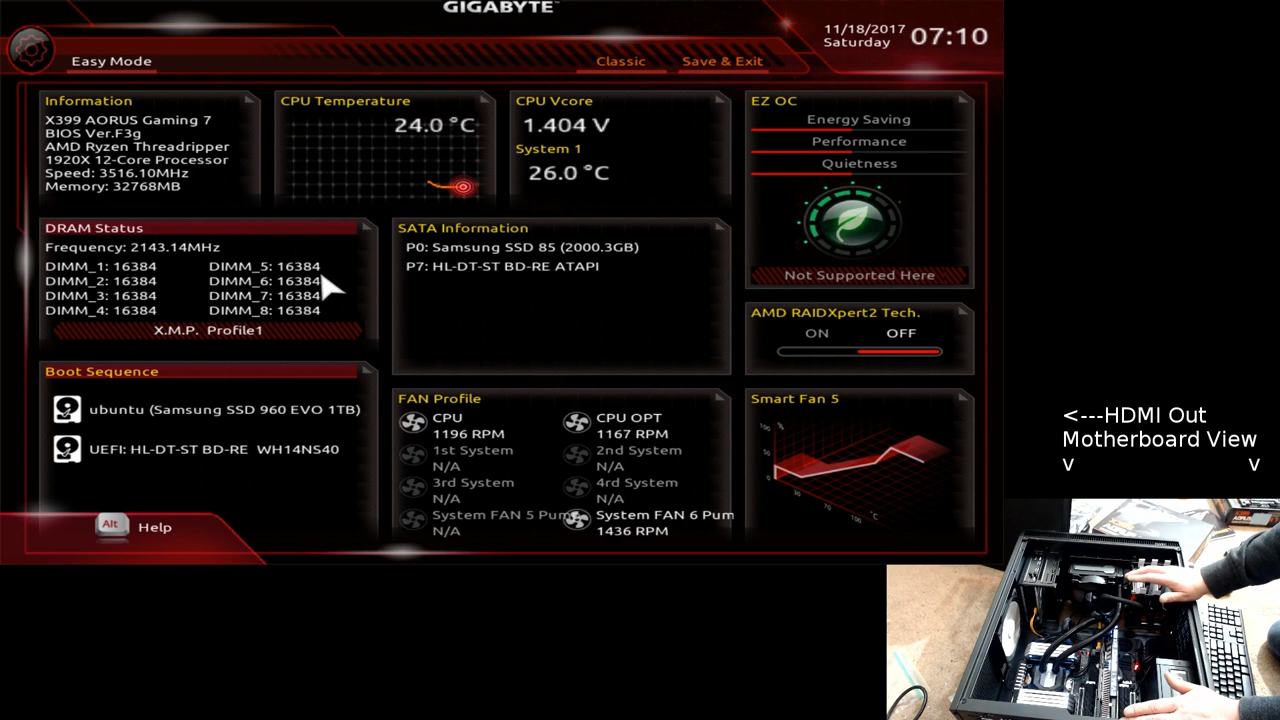 GIGABYTE™
11/18/2017
Saturday
07:10
Easy Mode
Classic
Save & Exit
Information
X399 AORUS Gaming 7
BIOS Ver.F3g
AMD Ryzen Threadripper
1920X 12-Core Processor
Speed: 3516.10MHz
Memory: 32768MB
CPU Temperature
24.0 °C
CPU Vcore
1.404 V
System 1
26.0 °C
EZ OC
Energy Saving
Performance
Quietness
Not Supported Here
DRAM Status
Frequency: 2143.14MHz
DIMM_1: 16384 DIMM_5: 16384
DIMM_2: 16384 DIMM_6: 16384
DIMM_3: 16384 DIMM_7: 16384
DIMM_4: 16384 DIMM_8: 16384
X.M.P. Profile1
SATA Information
P0: Samsung SSD 85 (2000.3GB)
P7: HL-DT-ST BD-RE ATAPI
AMD RAIDXpert2 Tech.
ON OFF
Boot Sequence
ubuntu (Samsung SSD 960 EVO 1TB)
UEFI: HL-DT-ST BD-RE WH14NS40
FAN Profile
CPU
1196 RPM
CPU OPT
1167 RPM
1st System
N/A
2nd System
N/A
3rd System
N/A
4rd System
N/A
System FAN 5 Pum
N/A
System FAN 6 Pum
1436 RPM
Smart Fan 5
%
100
50
0
30
70
100
°C
Alt
Help
<---HDMI Out
Motherboard View
v v